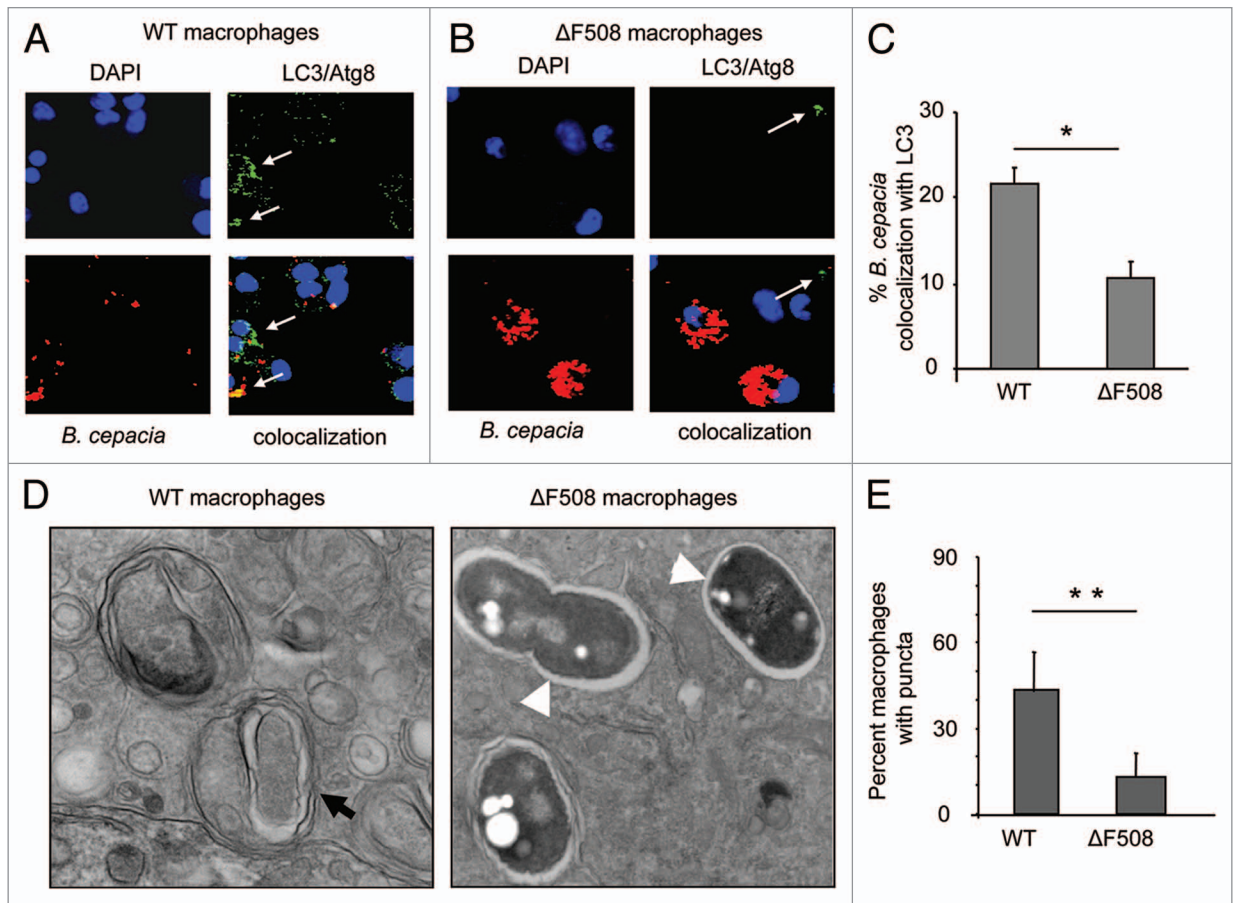 A
WT macrophages
DAPI
LC3/Atg8
B. cepacia
colocalization
B
ΔF508 macrophages
DAPI
LC3/Atg8
B. cepacia
colocalization
C
% B. cepacia
colocalization with LC3
30
20
10
0
*
WT
ΔF508
D
WT macrophages
ΔF508 macrophages
E
Percent macrophages
with puncta
90
60
30
0
* *
WT
ΔF508